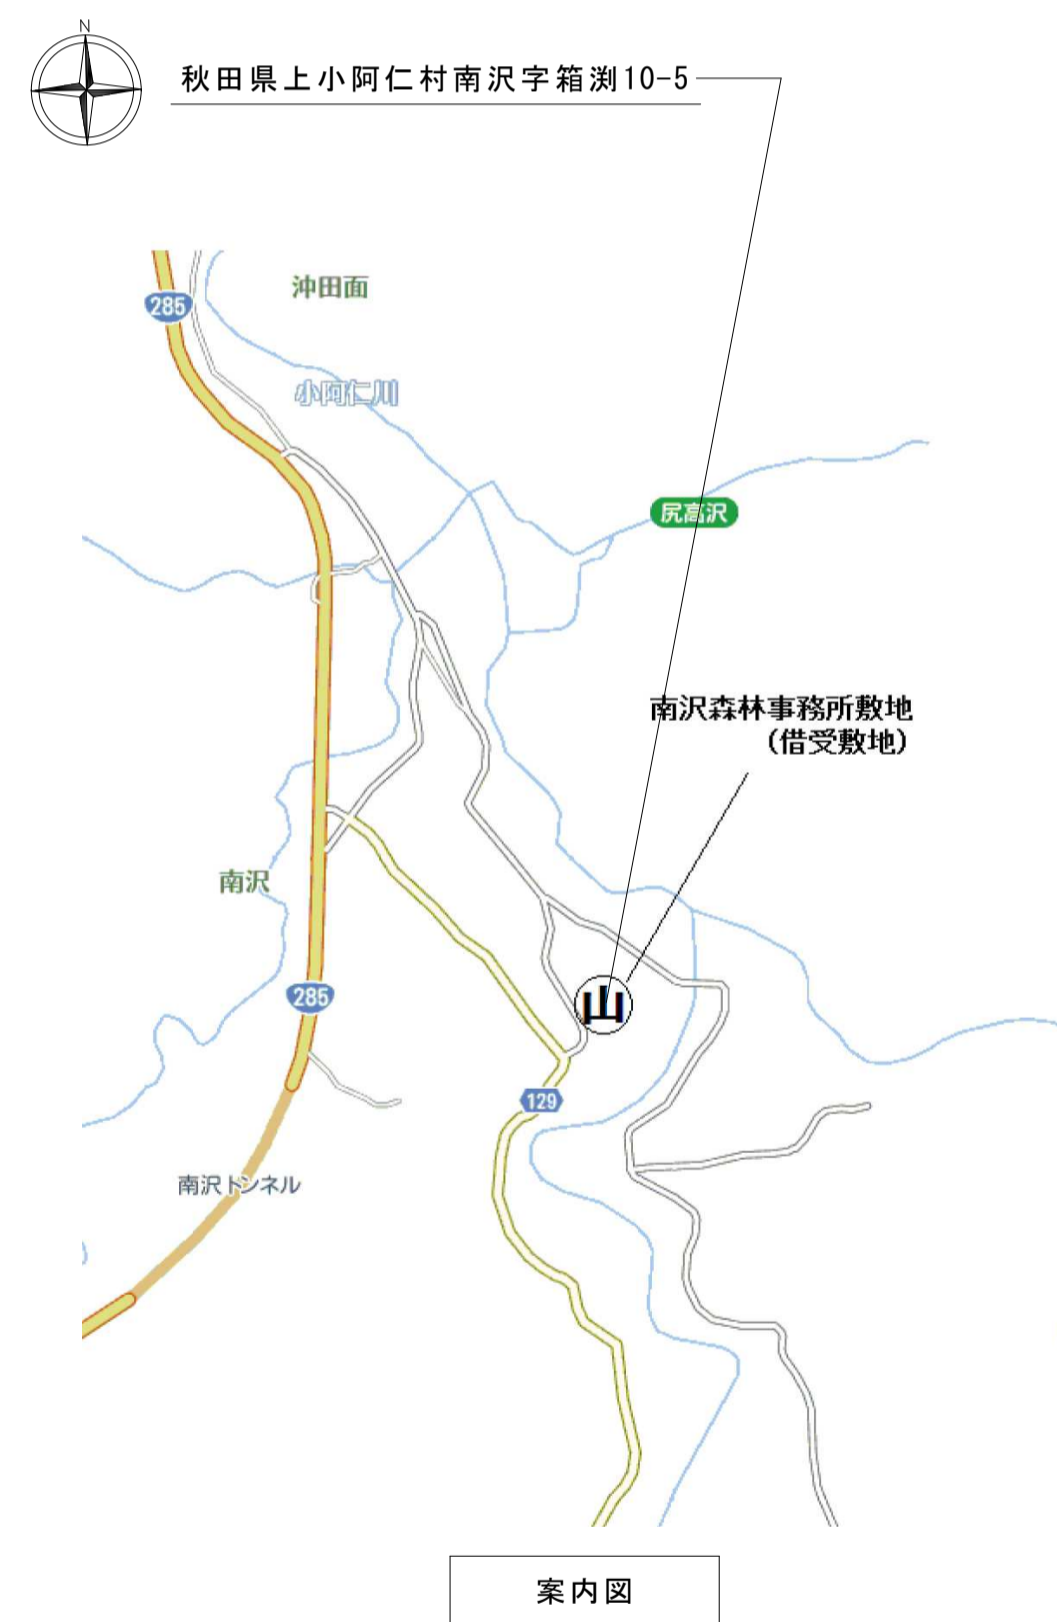 N
秋田県上小阿仁村南沢字箱渕10-5
285
沖田面
小阿仁川
尻高沢
南沢森林事務所敷地
(借受敷地)
南沢
285
山
129
南沢トンネル
案内図